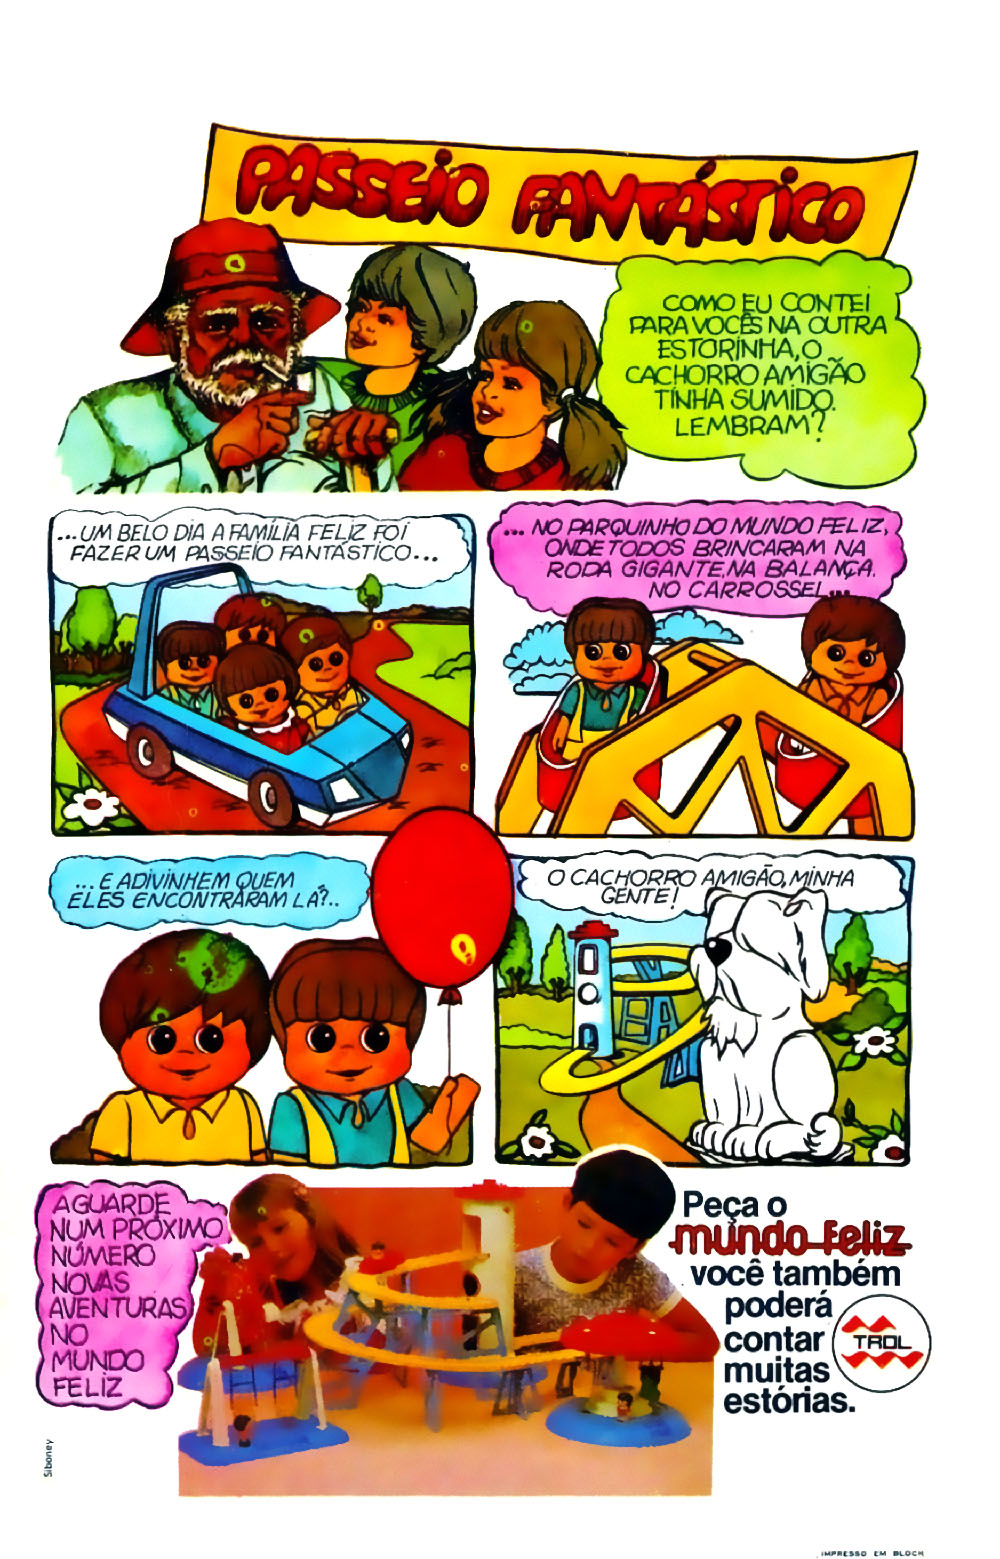 PASSEIO FANTÁSTICO
COMO EU CONTEI
PARA VOCÊS NA OUTRA
ESTORINHA, O
CACHORRO AMIGÃO
TINHA SUMIDO.
LEMBRAM?
...UM BELO DIA A FAMÍLIA FELIZ FOI
FAZER UM PASSEIO FANTÁSTICO...
... NO PARQUINHO DO MUNDO FELIZ,
ONDE TODOS BRINCARAM NA
RODA GIGANTE, NA BALANÇA.
NO CARROSSEL...
...E ADIVINHEM QUEM
ELES ENCONTRARAM LÁ?..
O CACHORRO AMIGÃO, MINHA
GENTE!
AGUARDE
NUM PRÓXIMO
NÚMERO
NOVAS
AVENTURAS
NO
MUNDO
FELIZ
Peça o
mundo feliz
você também
poderá
contar
muitas
estórias.
TROL
Siboney
IMPRESSO EM BLOCH